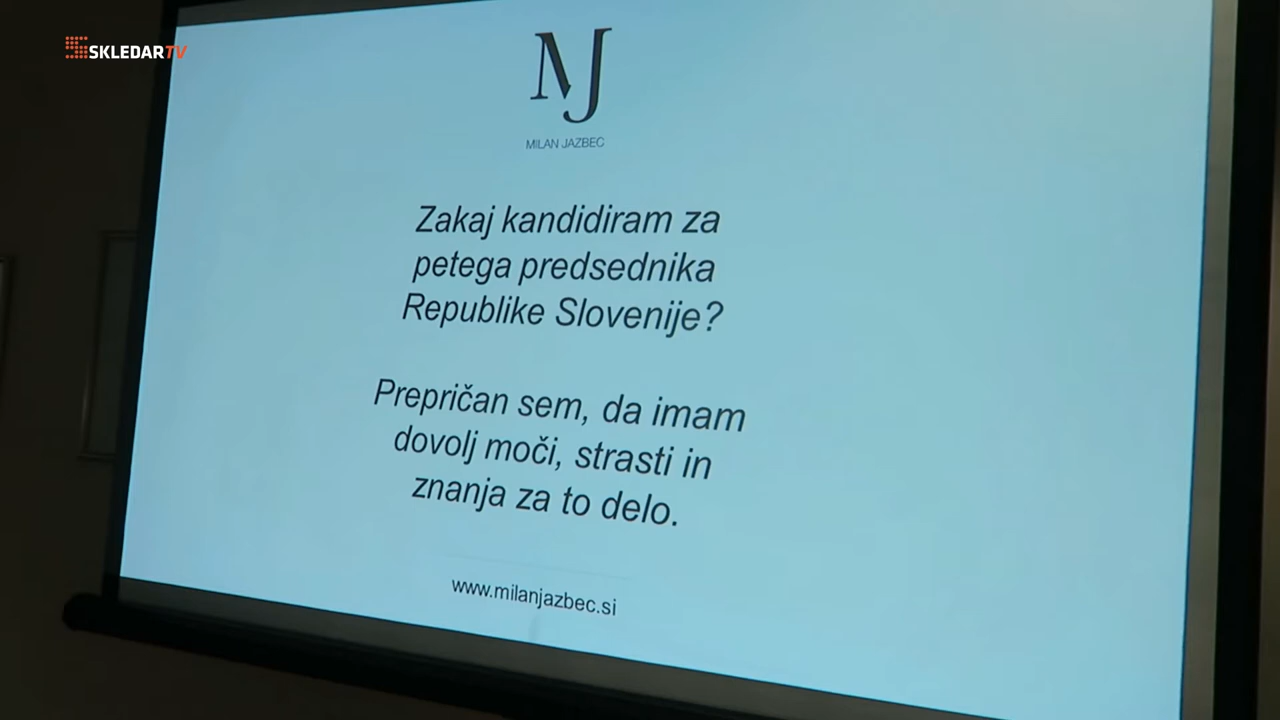 SKLEDARTV
MJ
MILAN JAZBEC
Zakaj kandidiram za
petega predsednika
Republike Slovenije?
Prepričan sem, da imam
dovolj moči, strasti in
znanja za to delo.
www.milanjazbec.si